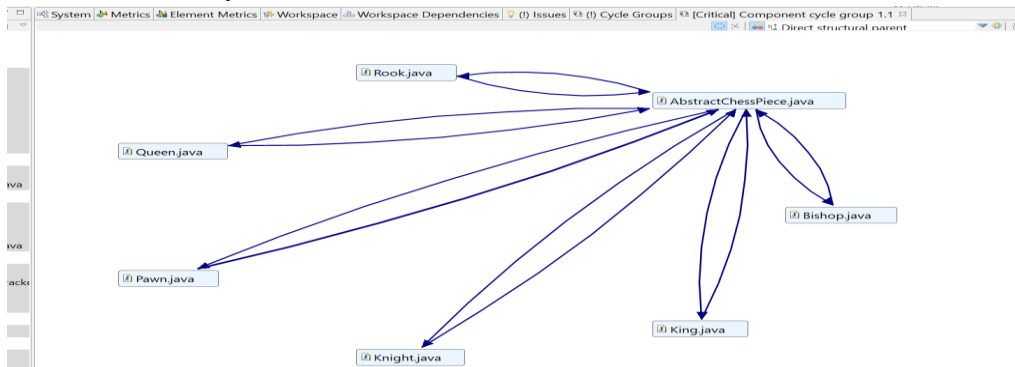 System Metrics Element Metrics Workspace Workspace Dependencies (!) Issues (!) Cycle Groups [Critical] Component cycle group 1.1
Direct structural parent
Rook.java
AbstractChessPiece.java
Queen.java
ava
Bishop.java
ava
Pawn.java
acke
King.java
Knight.java